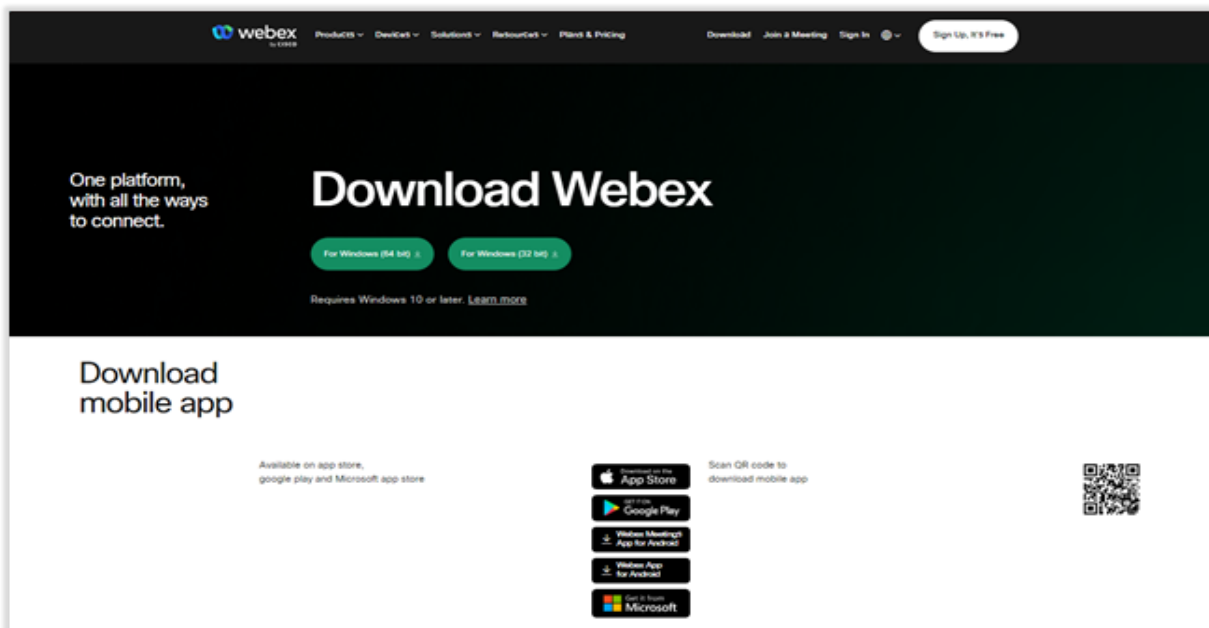 webex
by CISCO
Products Devices Solutions Resources Plans & Pricing Download Join a Meeting Sign In Sign Up, It's Free
One platform,
with all the ways
to connect.
Download Webex
For Windows (64 bit) For Windows (32 bit)
Requires Windows 10 or later. Learn more
Download
mobile app
Available on app store,
google play and Microsoft app store
Download on the
App Store
GET IT ON
Google Play
Webex Meetings
App for Android
Webex App
for Android
Get it from
Microsoft
Scan QR code to
download mobile app